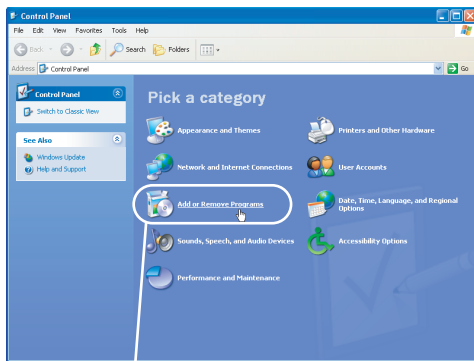 Control Panel
File Edit View Favorites Tools Help
Back Search Folders
Address Control Panel Go
Control Panel
Switch to Classic View
See Also
Windows Update
Help and Support
Pick a category
Appearance and Themes
Printers and Other Hardware
Network and Internet Connections
User Accounts
Add or Remove Programs
Date, Time, Language, and Regional
Options
Sounds, Speech, and Audio Devices
Accessibility Options
Performance and Maintenance